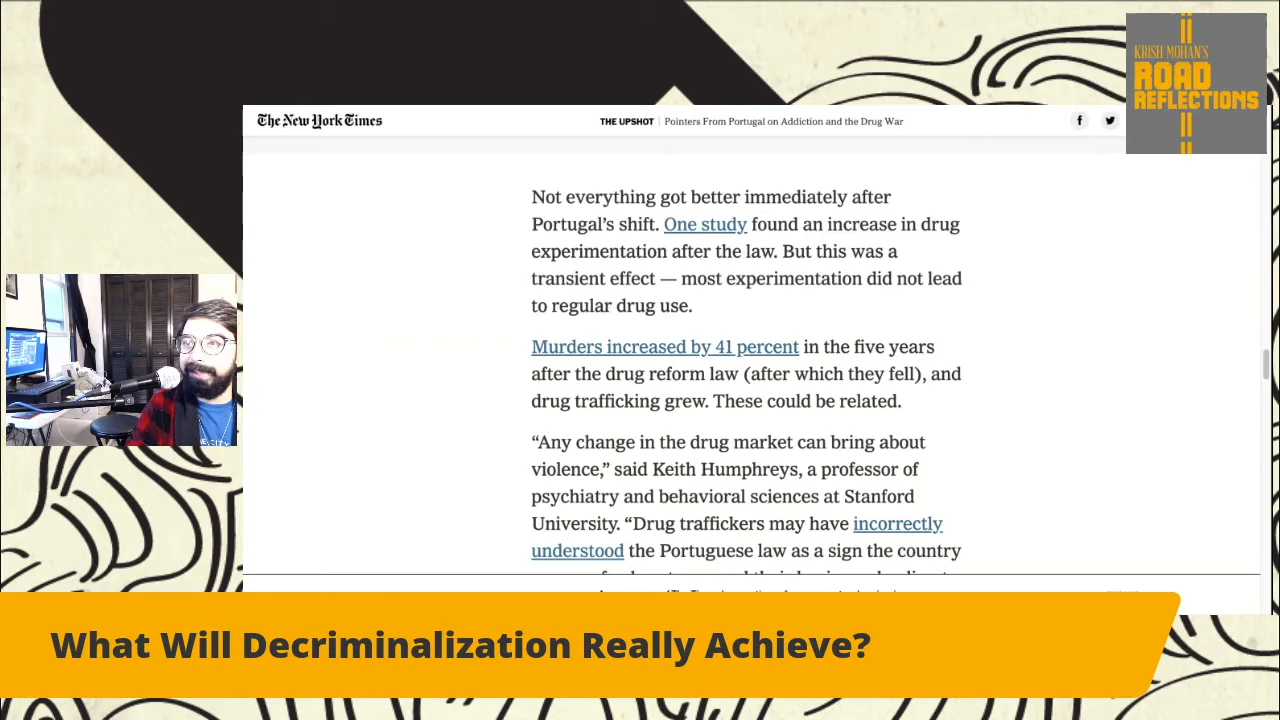 KRISH MOHAN'S
ROAD
REFLECTIONS
The New York Times
THE UPSHOT | Pointers From Portugal on Addiction and the Drug War
Not everything got better immediately after
Portugal's shift. One study found an increase in drug
experimentation after the law. But this was a
transient effect — most experimentation did not lead
to regular drug use.
Murders increased by 41 percent in the five years
after the drug reform law (after which they fell), and
drug trafficking grew. These could be related.
“Any change in the drug market can bring about
violence,” said Keith Humphreys, a professor of
psychiatry and behavioral sciences at Stanford
University. “Drug traffickers may have incorrectly
understood the Portuguese law as a sign the country
What Will Decriminalization Really Achieve?